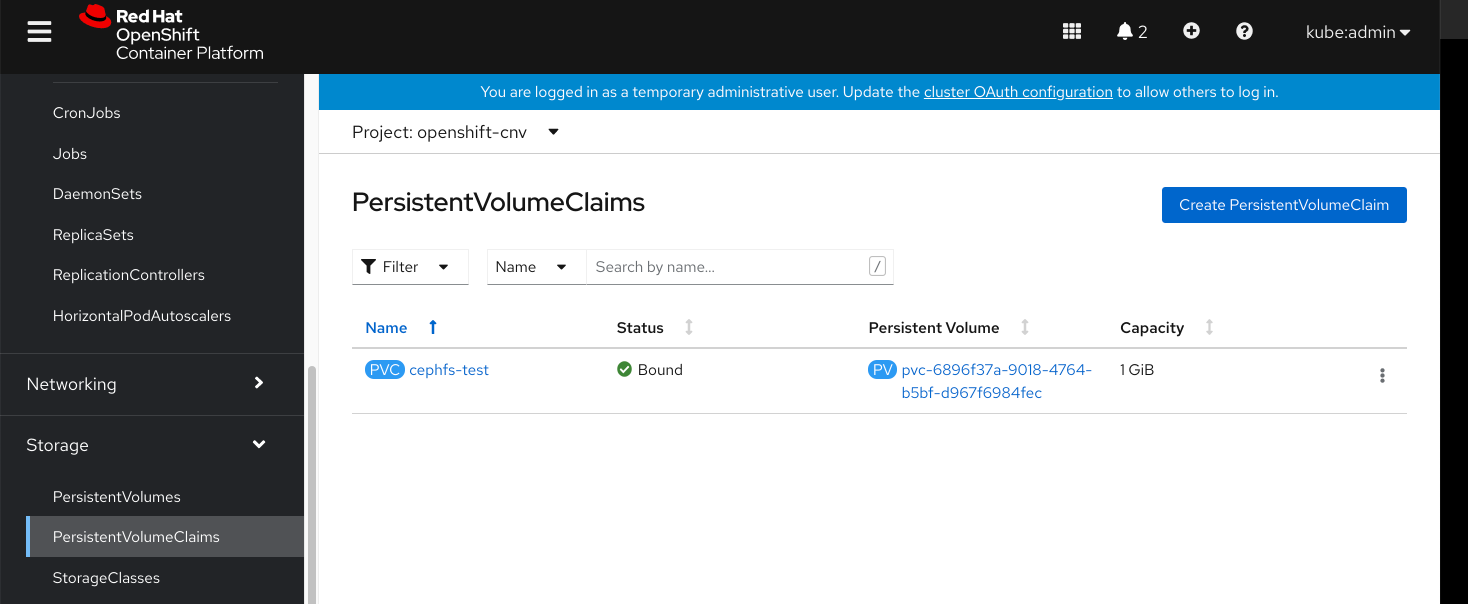 Red Hat
OpenShift
Container Platform
2
kube:admin
CronJobs
Jobs
DaemonSets
ReplicaSets
ReplicationControllers
HorizontalPodAutoscalers
Networking
Storage
PersistentVolumes
PersistentVolumeClaims
StorageClasses
You are logged in as a temporary administrative user. Update the cluster OAuth configuration to allow others to log in.
Project: openshift-cnv
PersistentVolumeClaims
Create PersistentVolumeClaim
Filter
Name
Search by name...
/
Name Status Persistent Volume Capacity
PVC cephfs-test Bound PV pvc-6896f37a-9018-4764- 1 GiB
b5bf-d967f6984fec